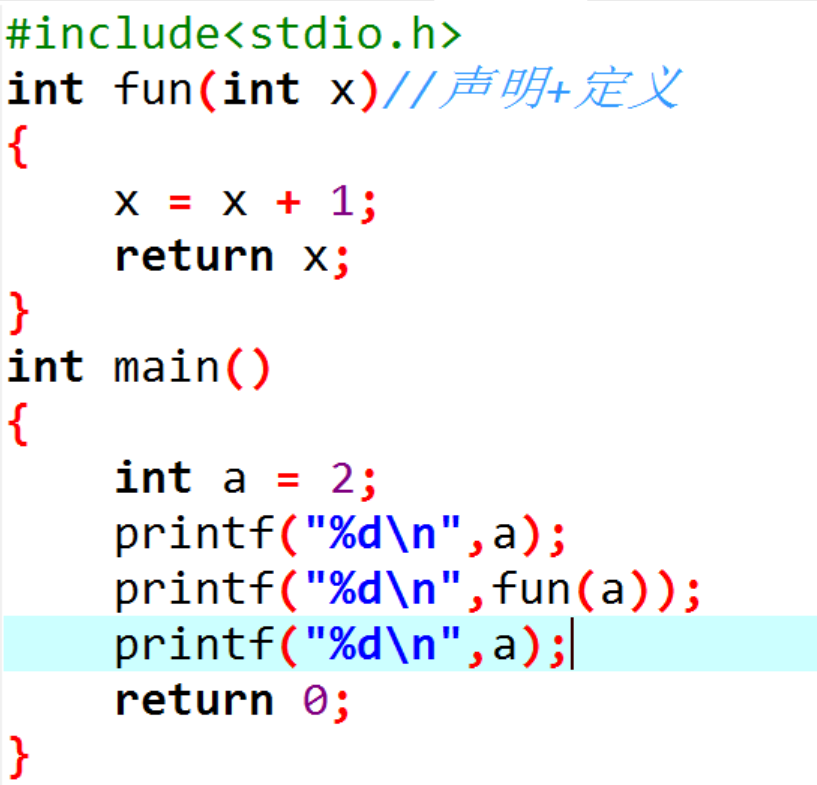 #include<stdio.h>
int fun(int x)//声明+定义
{
    x = x + 1;
    return x;
}
int main()
{
    int a = 2;
    printf("%d\n",a);
    printf("%d\n",fun(a));
    printf("%d\n",a);
    return 0;
}